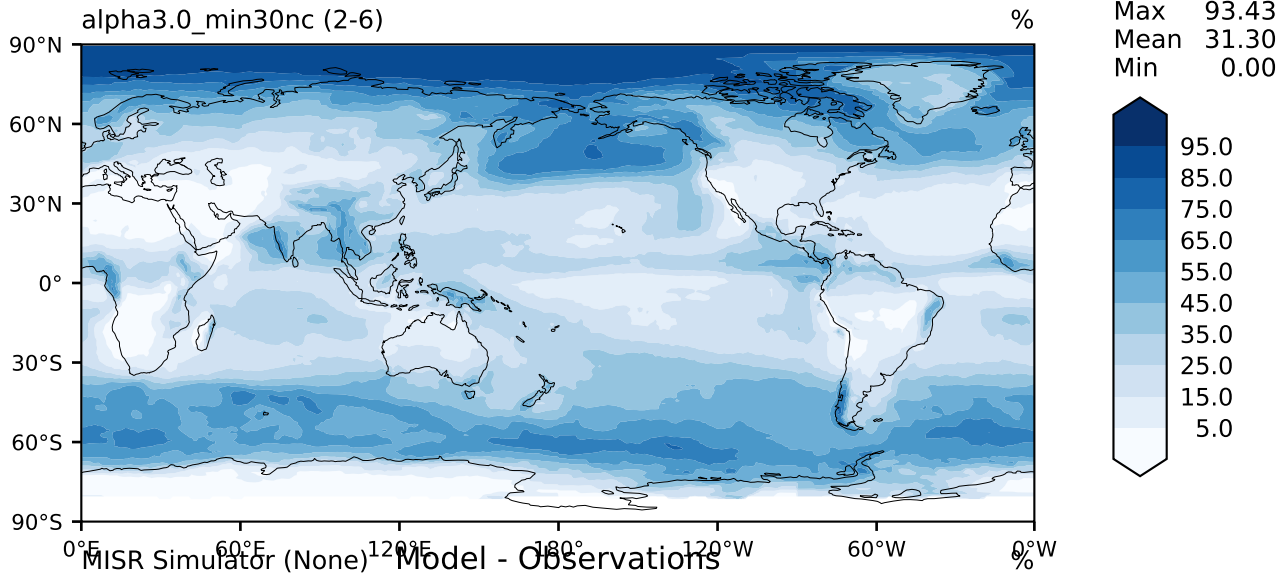 alpha3.0_min30nc (2-6) %
Max 93.43
Mean 31.30
Min 0.00
90°N
60°N
30°N
0°
30°S
60°S
90°S
95.0
85.0
75.0
65.0
55.0
45.0
35.0
25.0
15.0
5.0
0°E 60°E 120°E 180° 120°W 60°W 0°W
MISR Simulator (None) Model - Observations %